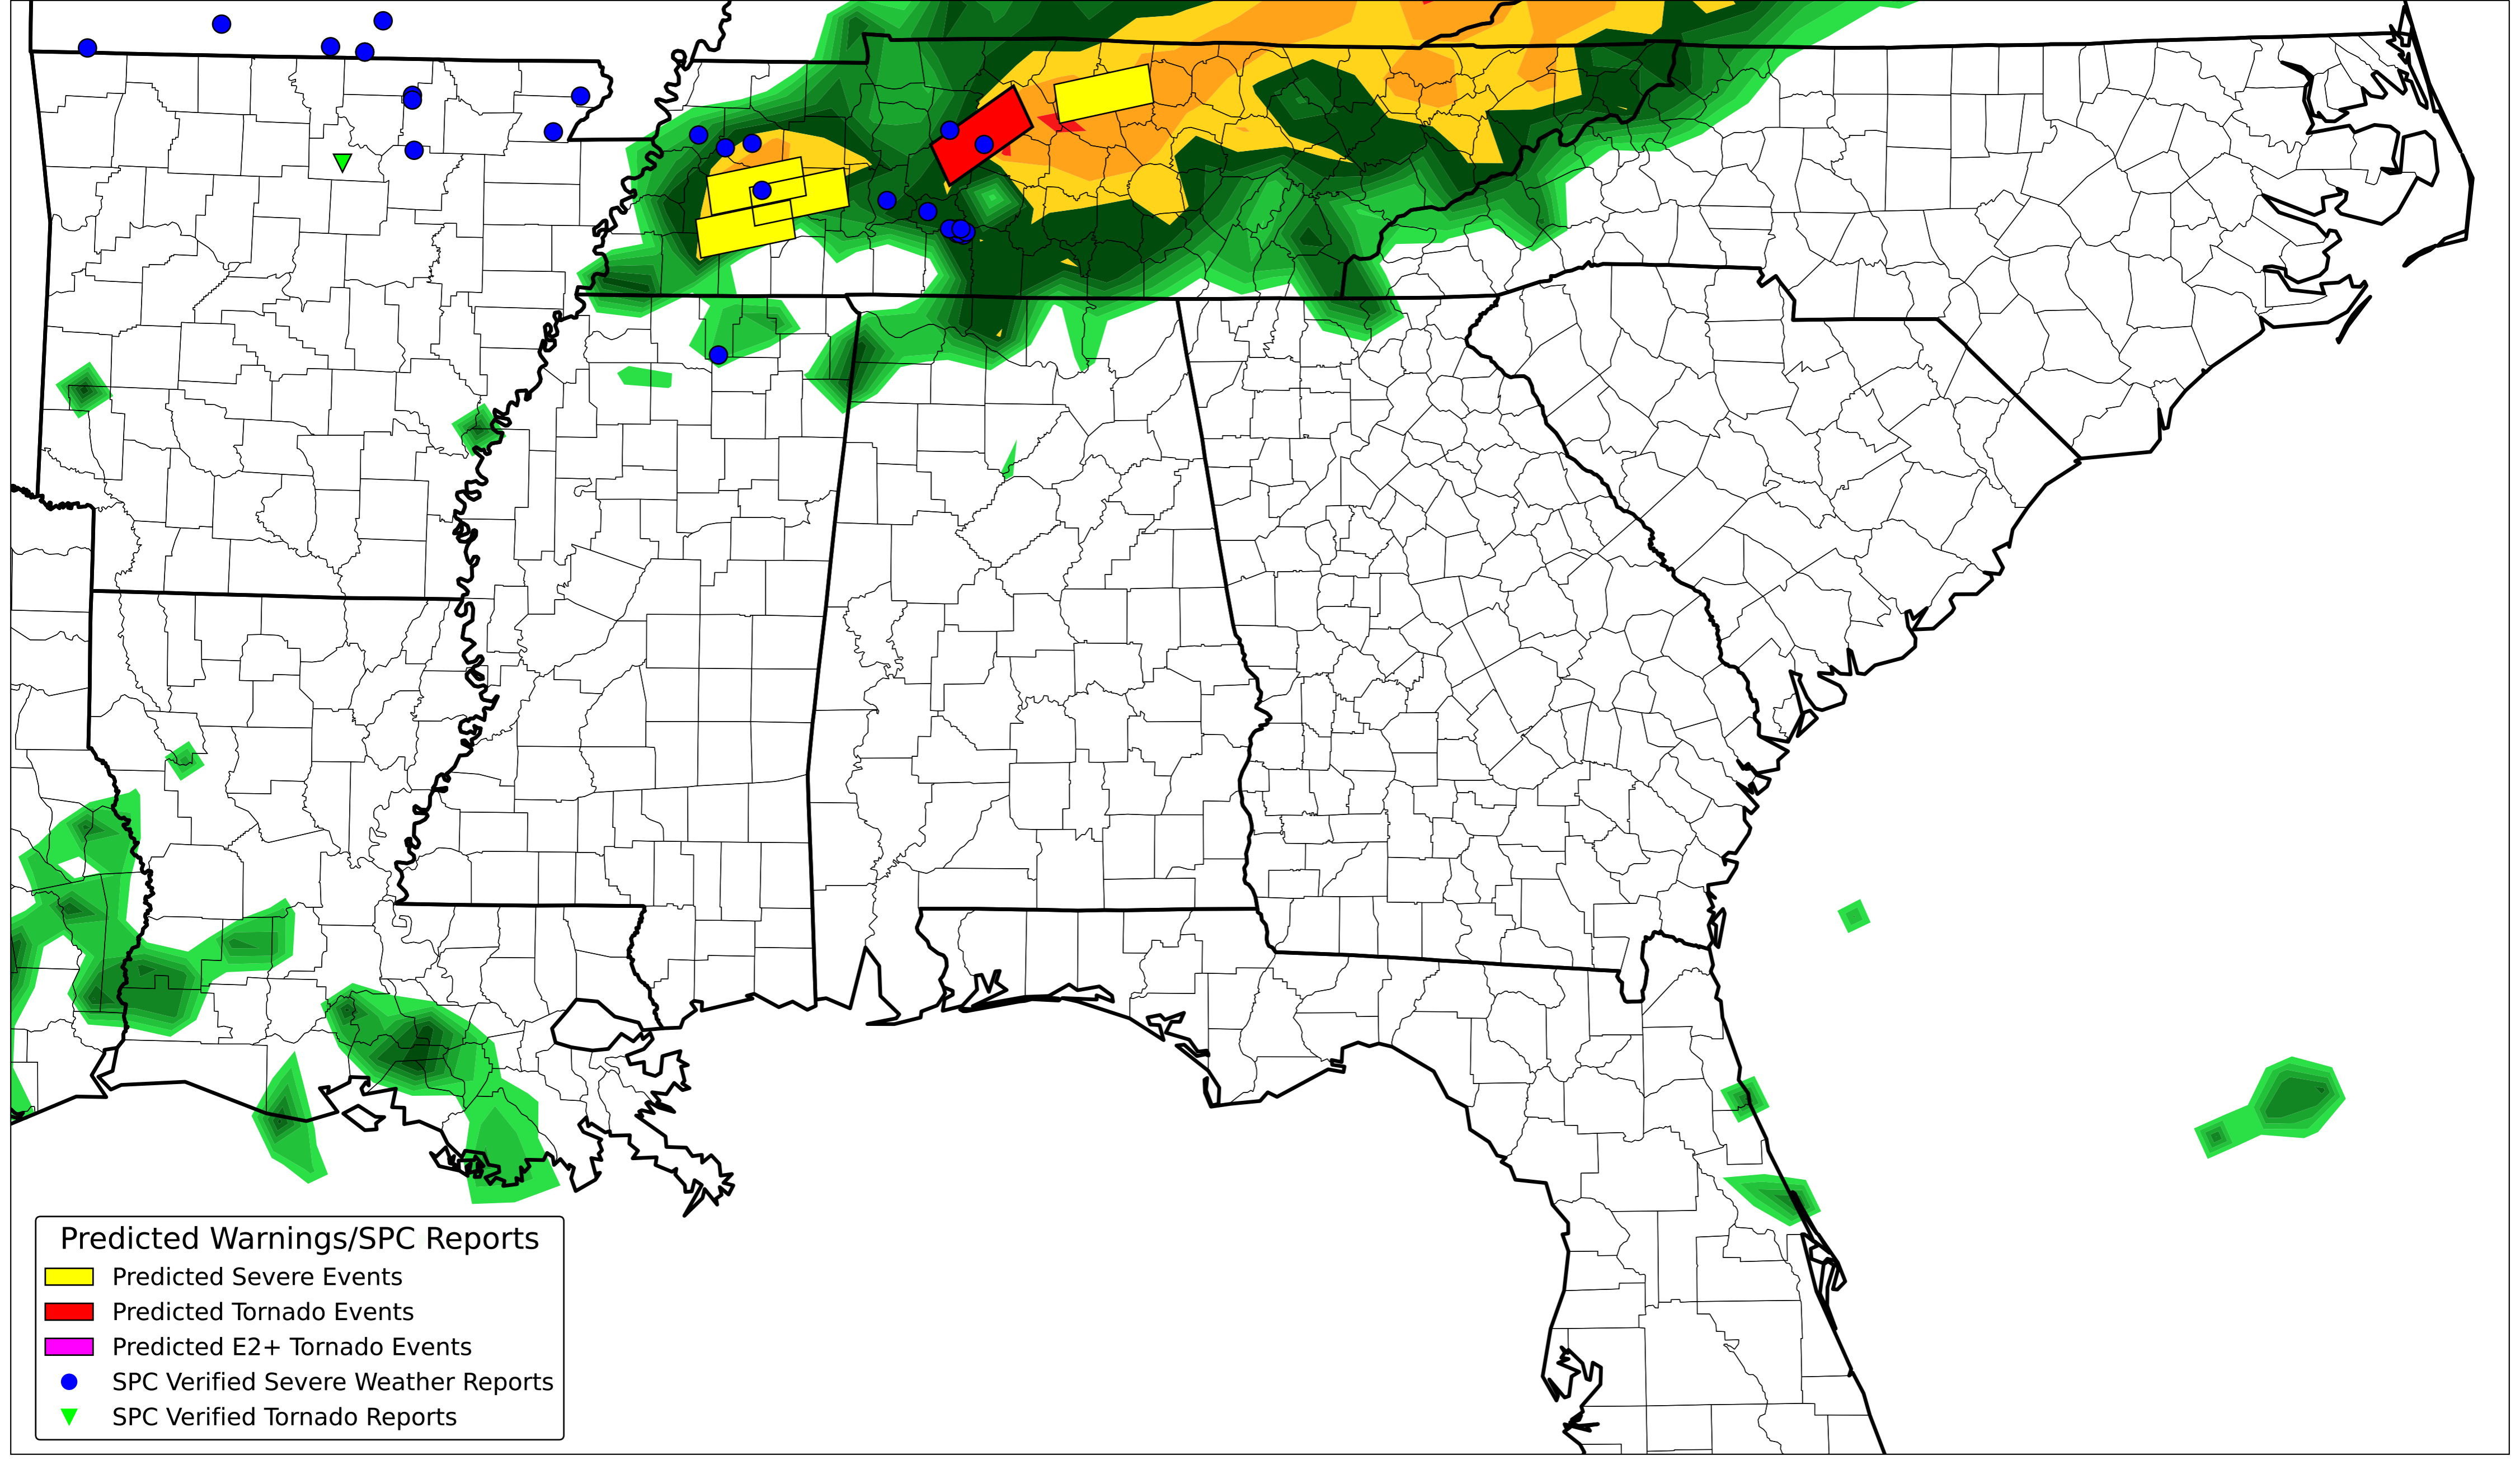 Predicted Warnings/SPC Reports
Predicted Severe Events
Predicted Tornado Events
Predicted E2+ Tornado Events
SPC Verified Severe Weather Reports
SPC Verified Tornado Reports